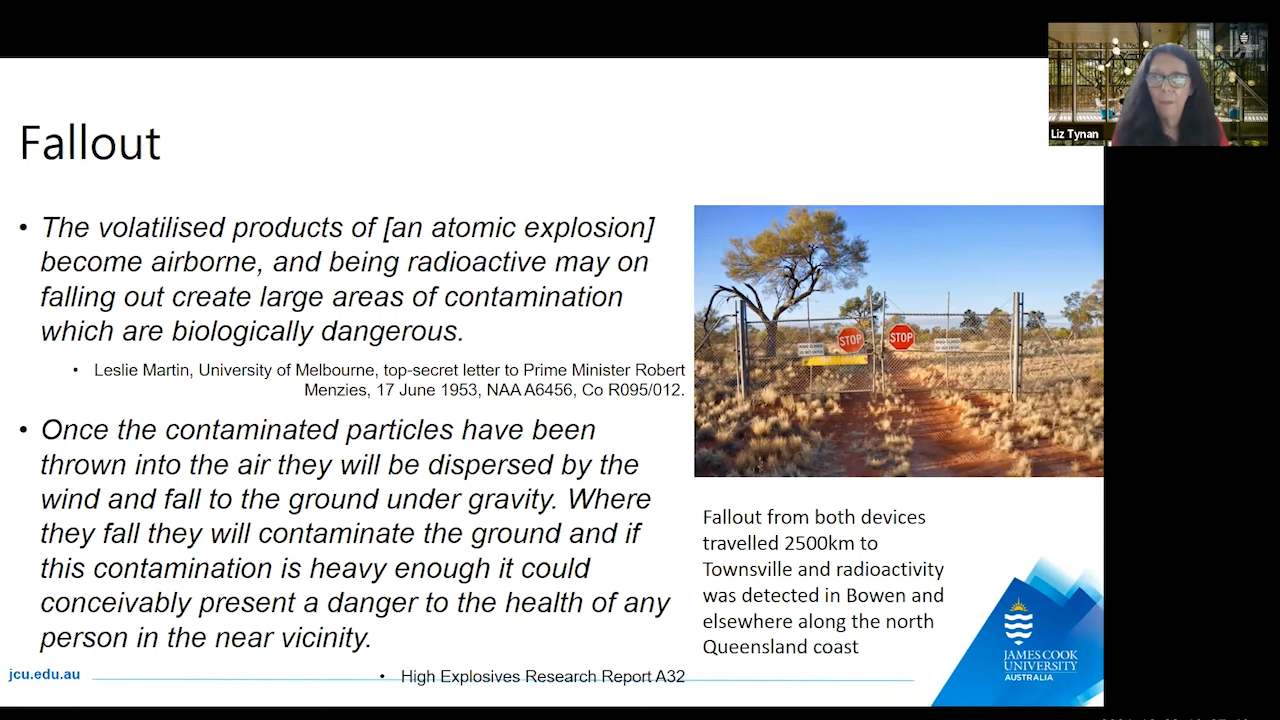 Liz Tynan
Fallout
• The volatilised products of [an atomic explosion]
become airborne, and being radioactive may on
falling out create large areas of contamination
which are biologically dangerous.
• Leslie Martin, University of Melbourne, top-secret letter to Prime Minister Robert
Menzies, 17 June 1953, NAA A6456, Co R095/012.
• Once the contaminated particles have been
thrown into the air they will be dispersed by the
wind and fall to the ground under gravity. Where
they fall they will contaminate the ground and if
this contamination is heavy enough it could
conceivably present a danger to the health of any
person in the near vicinity.
• High Explosives Research Report A32
STOP
STOP
Fallout from both devices
travelled 2500km to
Townsville and radioactivity
was detected in Bowen and
elsewhere along the north
Queensland coast
jcu.edu.au
JAMES COOK
UNIVERSITY
AUSTRALIA